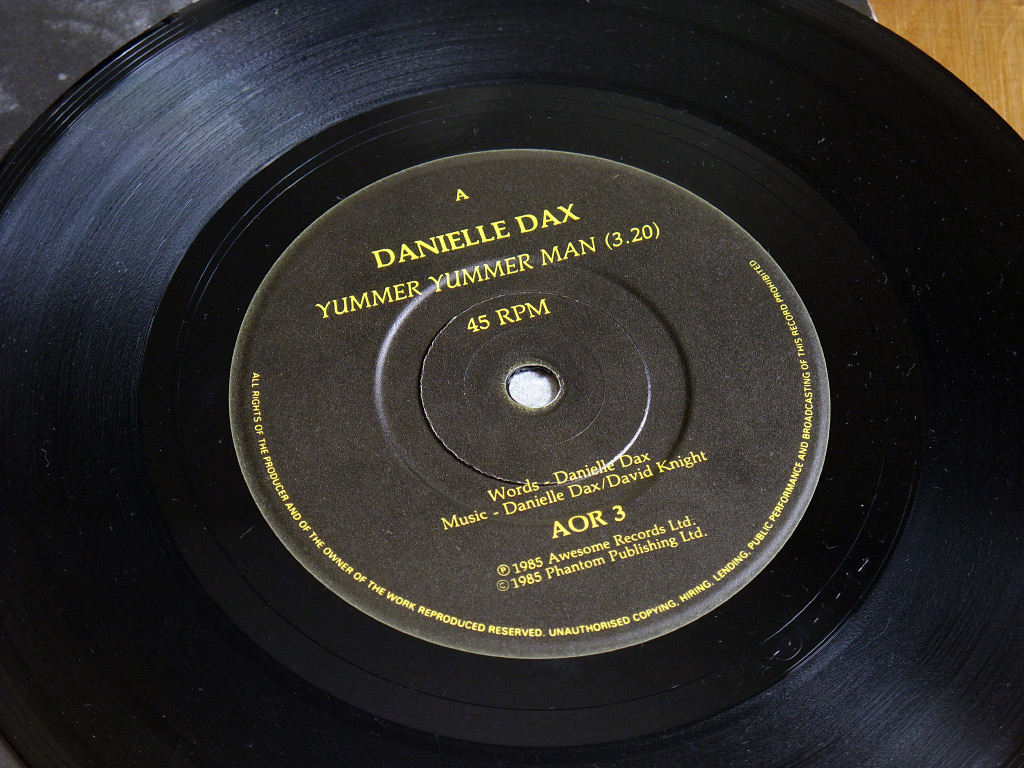 A
DANIELLE DAX
YUMMER YUMMER MAN (3.20)
45 RPM
Words - Danielle Dax
Music - Danielle Dax/David Knight
AOR 3
℗ 1985 Awesome Records Ltd.
© 1985 Phantom Publishing Ltd.
ALL RIGHTS OF THE PRODUCER AND OF THE OWNER OF THE WORK REPRODUCED RESERVED. UNAUTHORISED COPYING, HIRING, LENDING, PUBLIC PERFORMANCE AND BROADCASTING OF THIS RECORD PROHIBITED